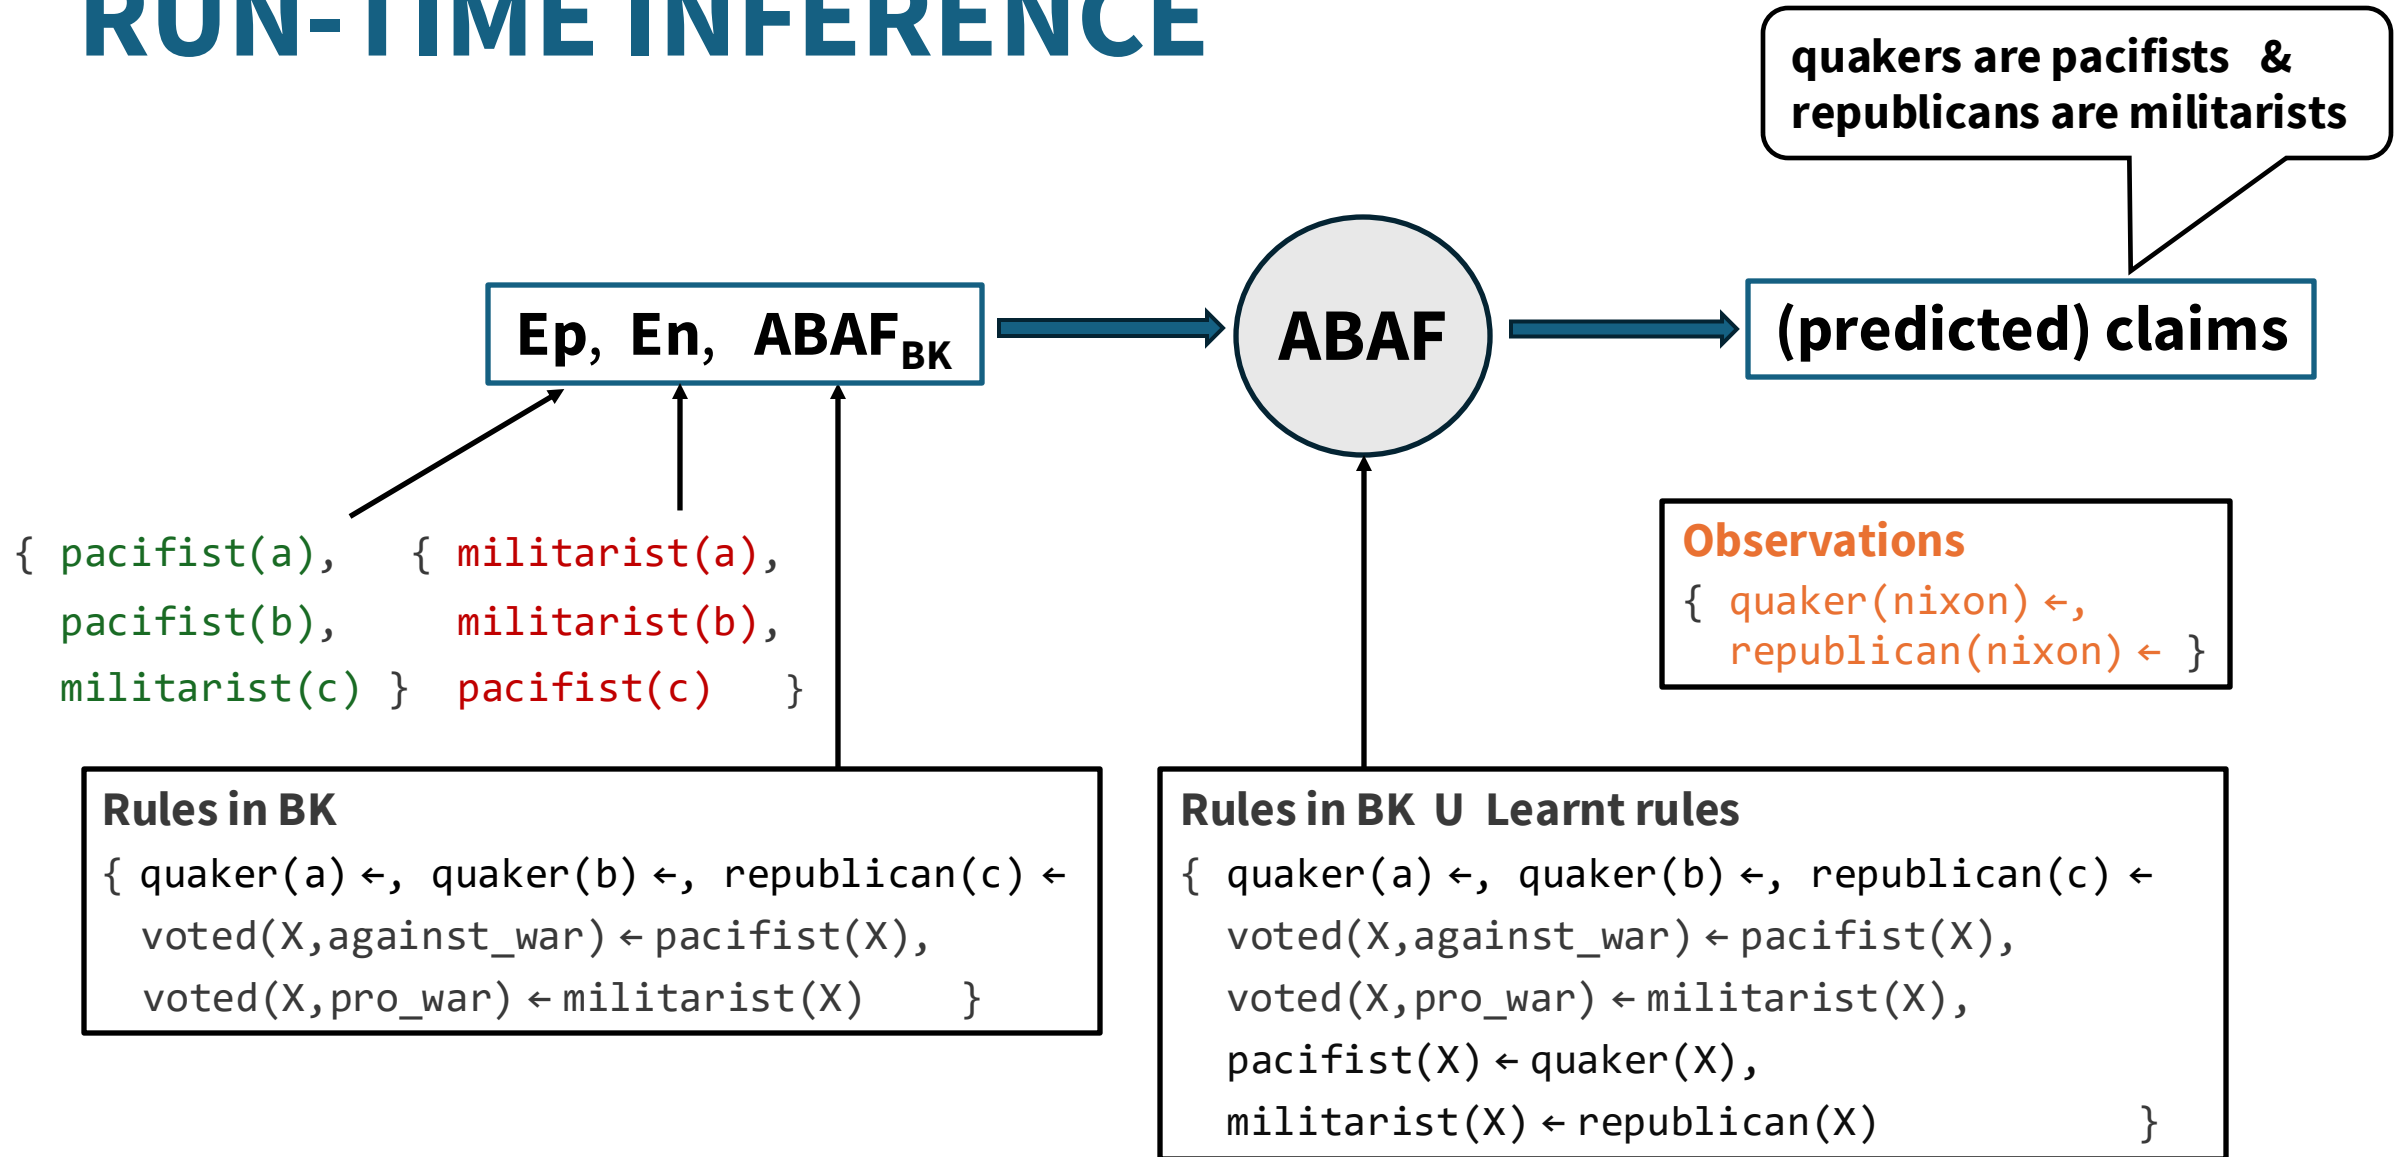 RUN-TIME INFERENCE
quakers are pacifists &
republicans are militarists
Ep, En, ABAF_BK
ABAF
(predicted) claims
{ pacifist(a),
pacifist(b),
militarist(c) }
{ militarist(a),
militarist(b),
pacifist(c) }
Observations
{ quaker(nixon) ←,
republican(nixon) ← }
Rules in BK
{ quaker(a) ←, quaker(b) ←, republican(c) ←
voted(X,against_war) ← pacifist(X),
voted(X,pro_war) ← militarist(X) }
Rules in BK U Learnt rules
{ quaker(a) ←, quaker(b) ←, republican(c) ←
voted(X,against_war) ← pacifist(X),
voted(X,pro_war) ← militarist(X),
pacifist(X) ← quaker(X),
militarist(X) ← republican(X) }